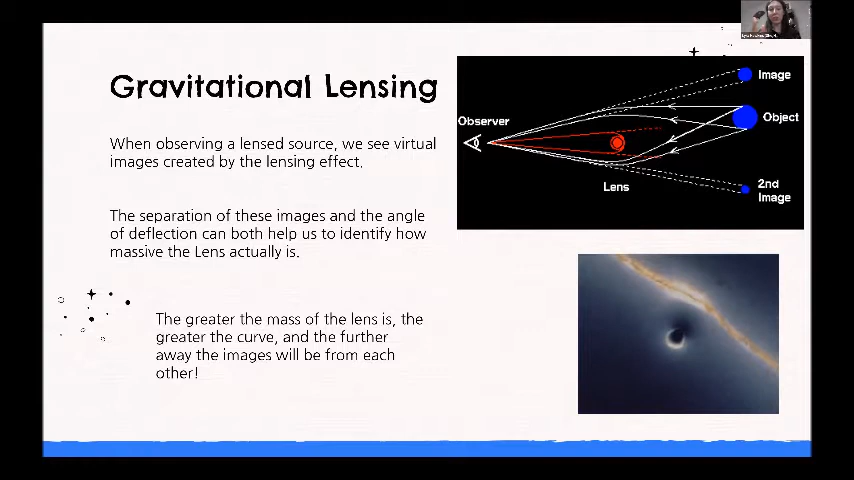 Gravitational Lensing
When observing a lensed source, we see virtual
images created by the lensing effect.
The separation of these images and the angle
of deflection can both help us to identify how
massive the Lens actually is.
The greater the mass of the lens is, the
greater the curve, and the further
away the images will be from each
other!
Image
Observer
Object
Lens
2nd
Image